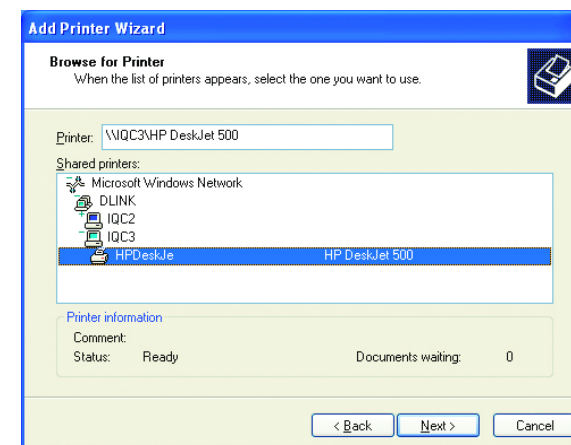 Add Printer Wizard
Browse for Printer
When the list of printers appears, select the one you want to use.
Printer: \\IQC3\HP DeskJet 500
Shared printers:
Microsoft Windows Network
DLINK
IQC2
IQC3
HPDeskJe HP DeskJet 500
Printer information
Comment:
Status: Ready Documents waiting: 0
< Back Next > Cancel